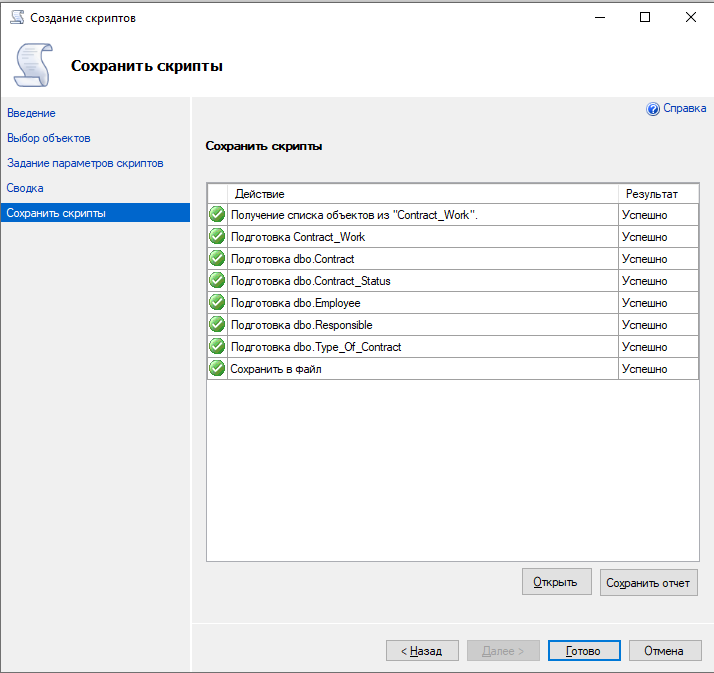 Создание скриптов
Сохранить скрипты
Справка
Введение
Выбор объектов
Задание параметров скриптов
Сводка
Сохранить скрипты
Сохранить скрипты
Действие Результат
Получение списка объектов из "Contract_Work". Успешно
Подготовка Contract_Work Успешно
Подготовка dbo.Contract Успешно
Подготовка dbo.Contract_Status Успешно
Подготовка dbo.Employee Успешно
Подготовка dbo.Responsible Успешно
Подготовка dbo.Type_Of_Contract Успешно
Сохранить в файл Успешно
Открыть Сохранить отчет
< Назад Далее > Готово Отмена